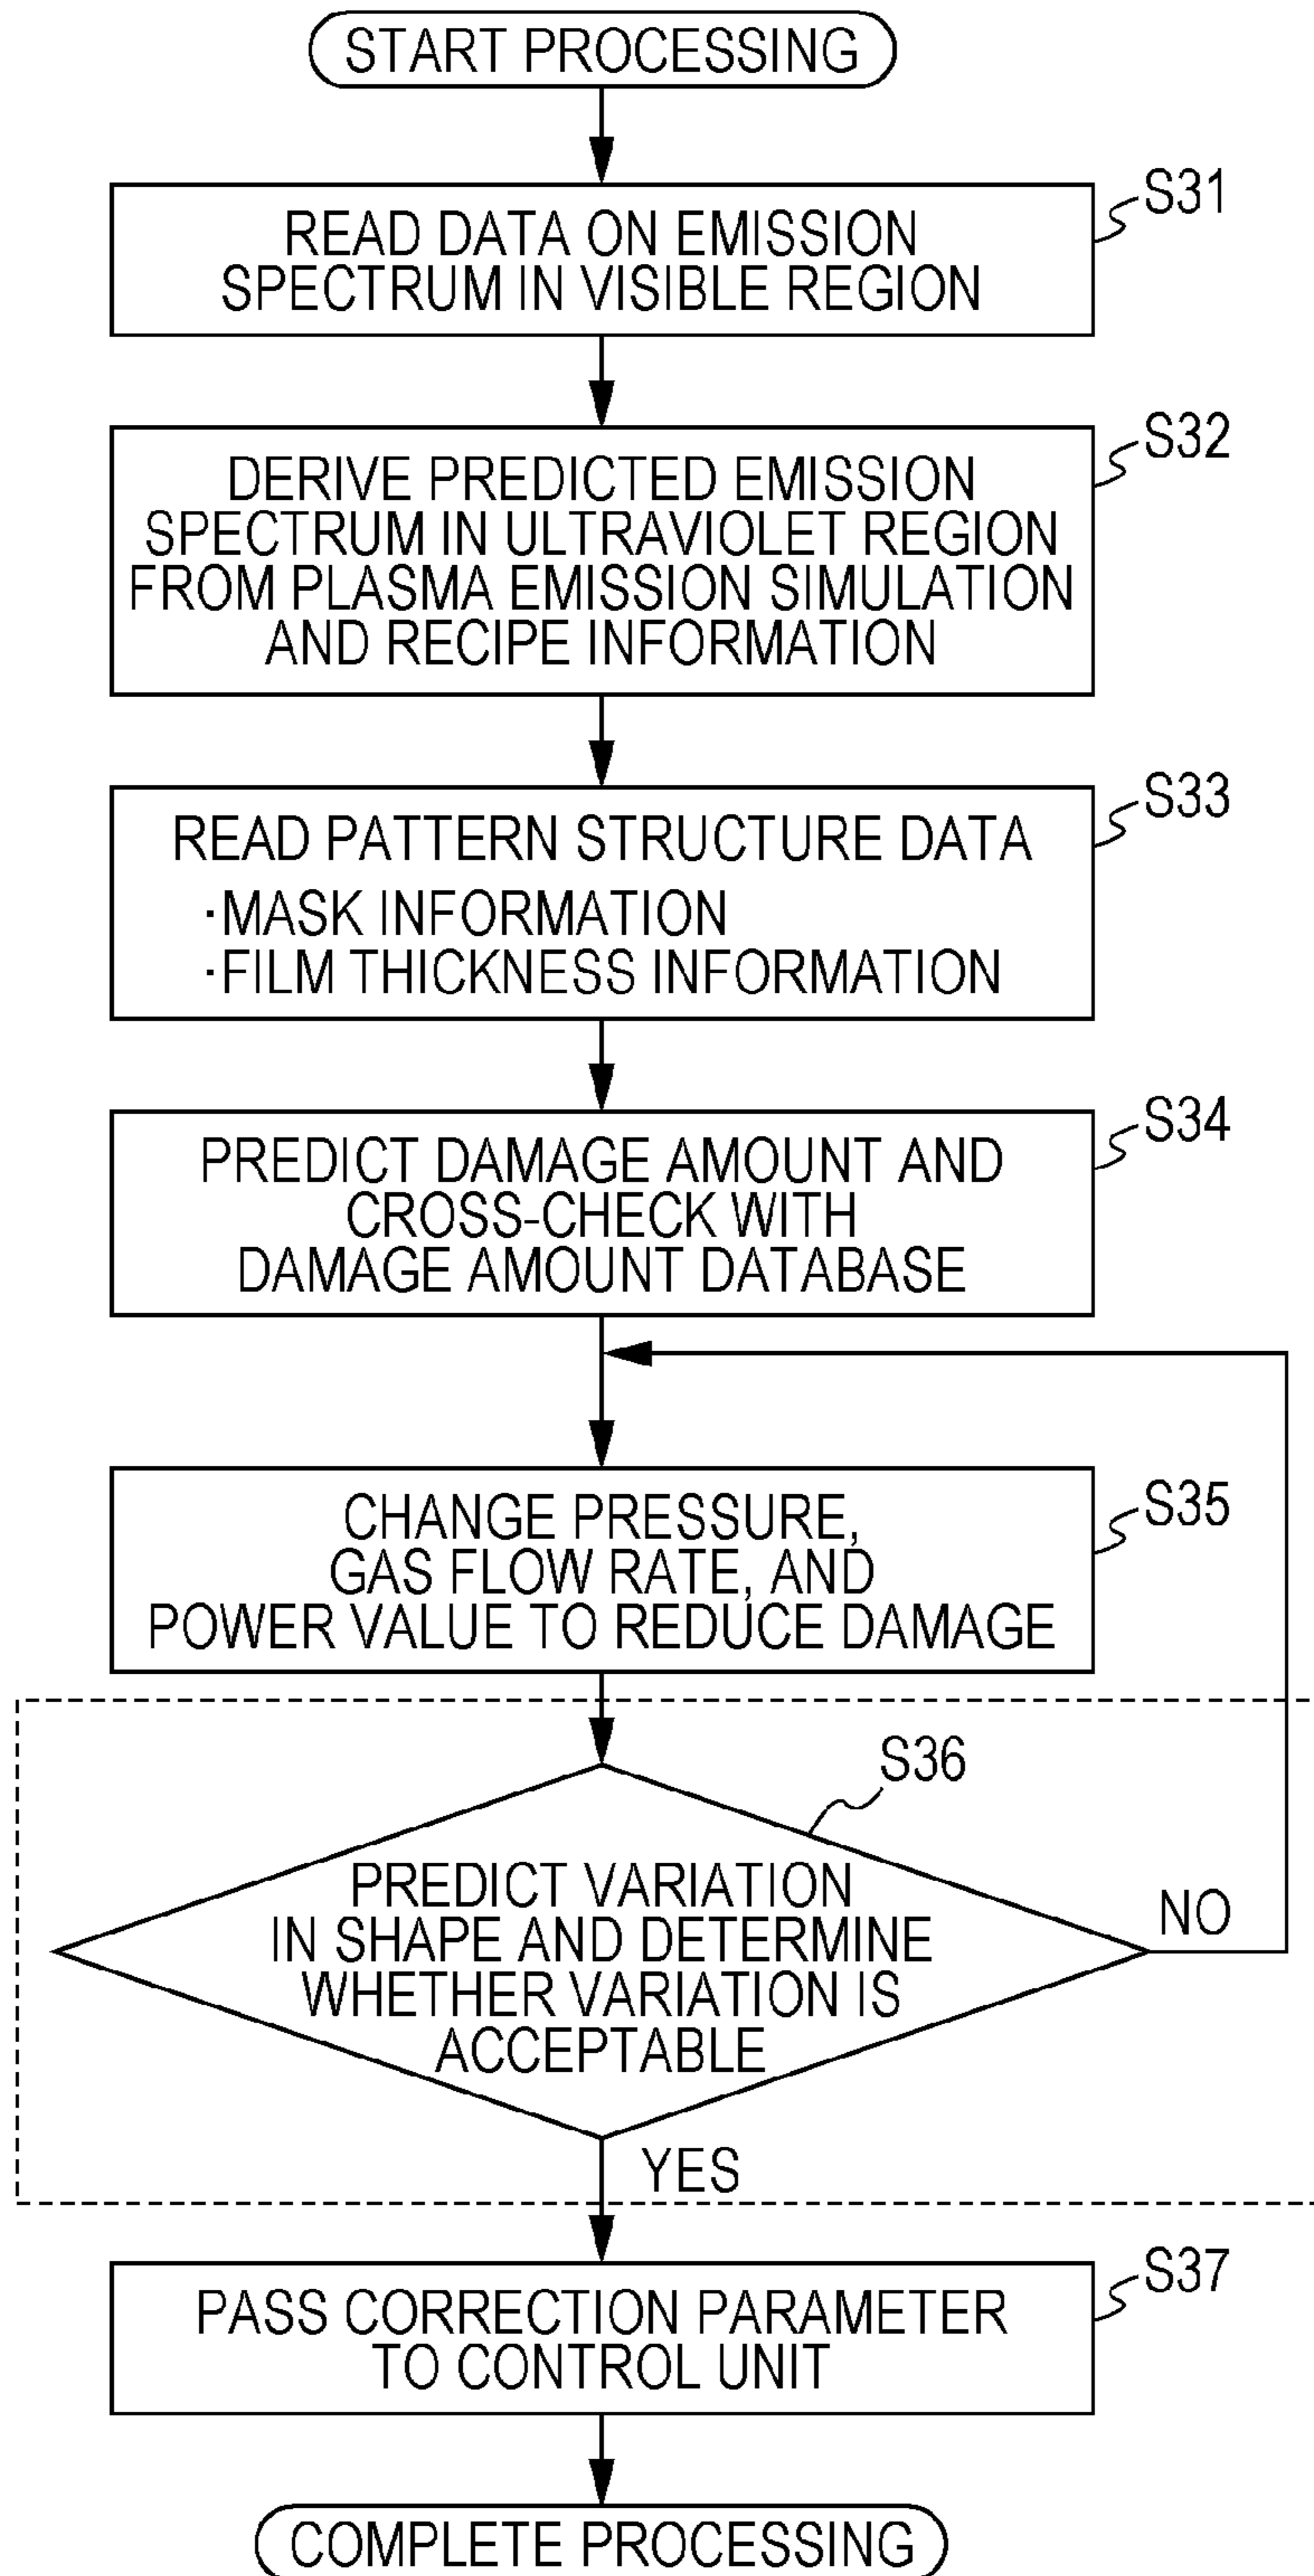 START PROCESSING
S31
READ DATA ON EMISSION
SPECTRUM IN VISIBLE REGION
S32
DERIVE PREDICTED EMISSION
SPECTRUM IN ULTRAVIOLET REGION
FROM PLASMA EMISSION SIMULATION
AND RECIPE INFORMATION
S33
READ PATTERN STRUCTURE DATA
·MASK INFORMATION
·FILM THICKNESS INFORMATION
S34
PREDICT DAMAGE AMOUNT AND
CROSS-CHECK WITH
DAMAGE AMOUNT DATABASE
S35
CHANGE PRESSURE,
GAS FLOW RATE, AND
POWER VALUE TO REDUCE DAMAGE
S36
PREDICT VARIATION
IN SHAPE AND DETERMINE
WHETHER VARIATION IS
ACCEPTABLE
NO
YES
S37
PASS CORRECTION PARAMETER
TO CONTROL UNIT
COMPLETE PROCESSING